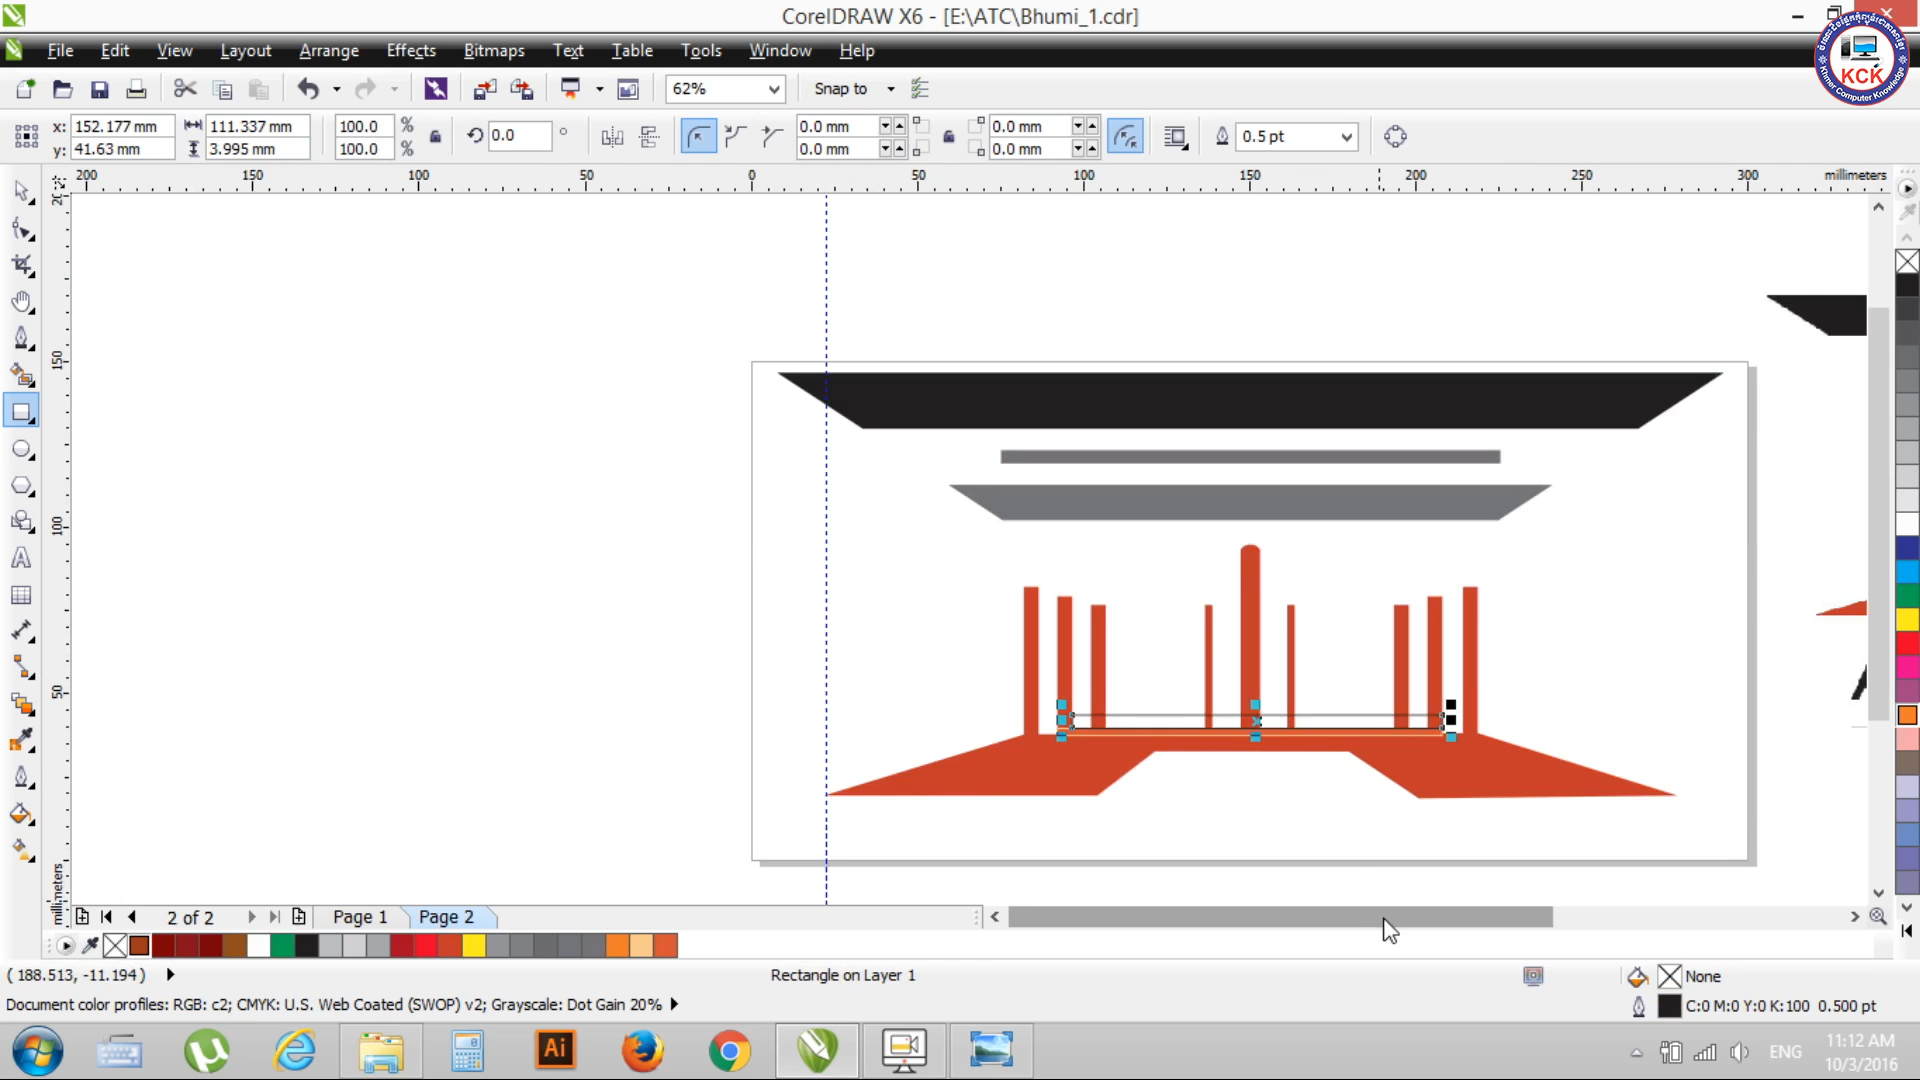 CorelDRAW X6 - [E:\ATC\Bhumi_1.cdr]
File Edit View Layout Arrange Effects Bitmaps Text Table Tools Window Help
KCK
Khmer Computer Knowledge
62% Snap to
x: 152.177 mm 111.337 mm 100.0 % 0.0 ° 0.0 mm 0.0 mm 0.5 pt
y: 41.63 mm 3.995 mm 100.0 % 0.0 mm 0.0 mm
200 150 100 50 0 50 100 150 200 250 300 millimeters
150
100
50
millimeters
2 of 2 Page 1 Page 2
( 188.513, -11.194 ) Rectangle on Layer 1 None
Document color profiles: RGB: c2; CMYK: U.S. Web Coated (SWOP) v2; Grayscale: Dot Gain 20% C:0 M:0 Y:0 K:100 0.500 pt
Ai
ENG
11:12 AM
10/3/2016